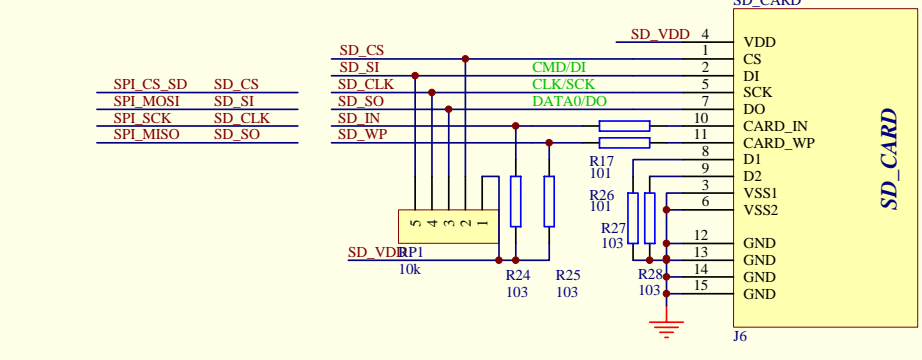 SD_CARD
SD_VDD 4 VDD
SD_CS 1 CS
SD_SI CMD/DI 2 DI
SPI_CS_SD SD_CS SD_CLK CLK/SCK 5 SCK
SPI_MOSI SD_SI SD_SO DATA0/DO 7 DO
SPI_SCK SD_CLK SD_IN 10 CARD_IN
SPI_MISO SD_SO SD_WP 11 CARD_WP
R17 8 D1
101
9 D2
R26 3 VSS1
101
6 VSS2
5 4 3 2 1
R27
103
12 GND
SD_VDD RP1 13 GND
10k
R24 R25 R28 14 GND
103 103 103 15 GND
SD_CARD
J6